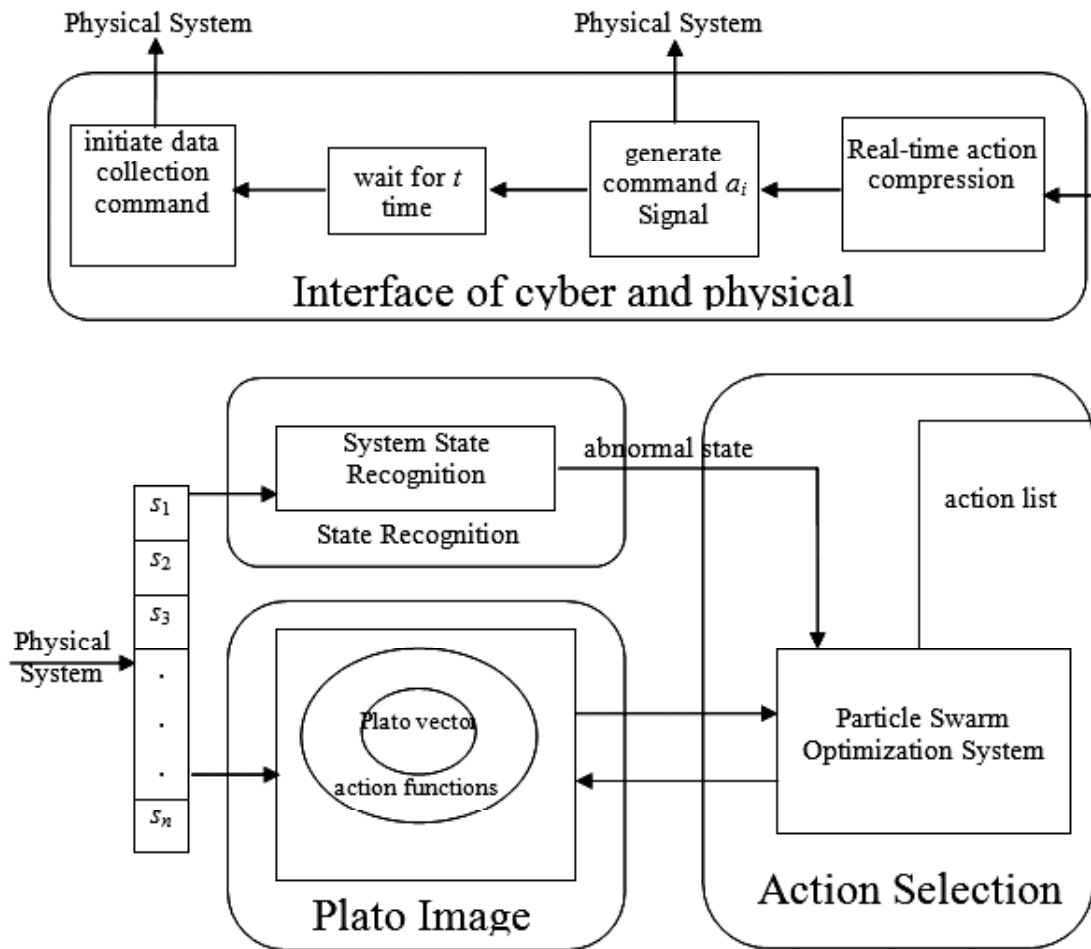 Physical System
Physical System
initiate data
collection
command
wait for t
time
generate
command aᵢ
Signal
Real-time action
compression
Interface of cyber and physical
System State
Recognition
State Recognition
abnormal state
action list
s₁
s₂
s₃
.
.
.
sₙ
Physical
System
Plato vector
action functions
Plato Image
Particle Swarm
Optimization System
Action Selection